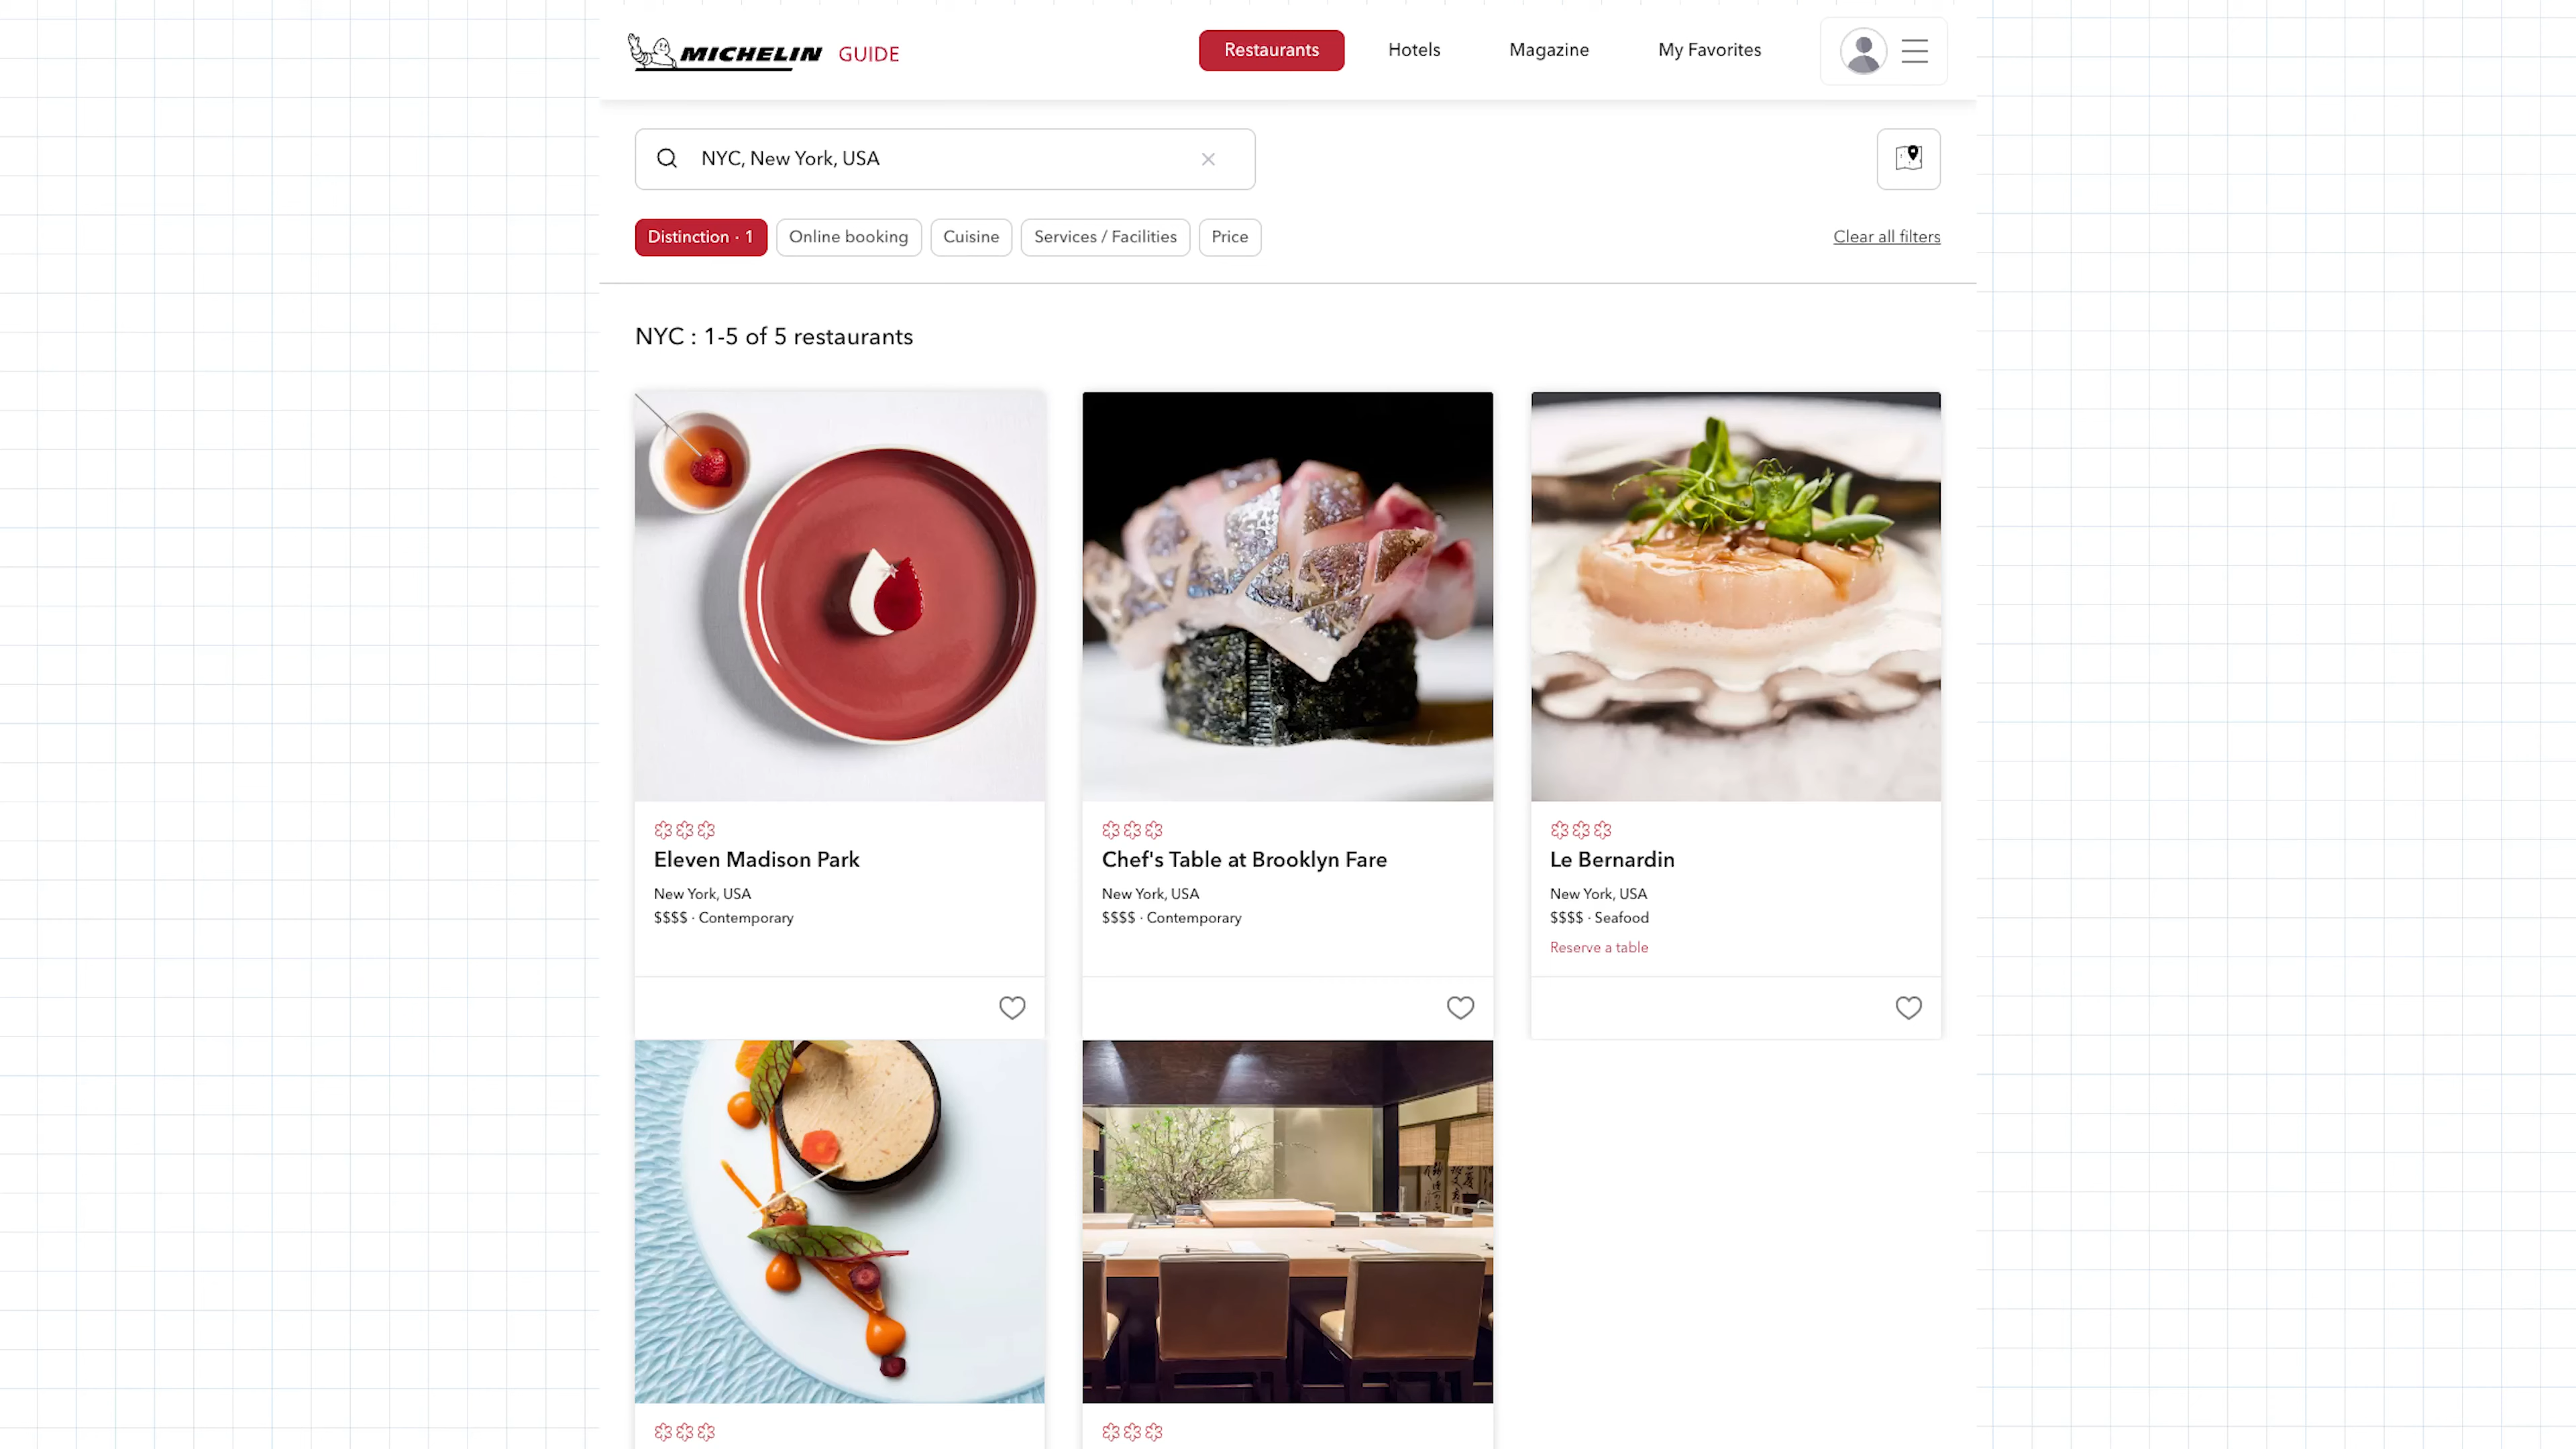 MICHELIN GUIDE
Restaurants
Hotels
Magazine
My Favorites
NYC, New York, USA
Distinction · 1
Online booking
Cuisine
Services / Facilities
Price
Clear all filters
NYC : 1-5 of 5 restaurants
Eleven Madison Park
New York, USA
$$$$ · Contemporary
Chef's Table at Brooklyn Fare
New York, USA
$$$$ · Contemporary
Le Bernardin
New York, USA
$$$$ · Seafood
Reserve a table